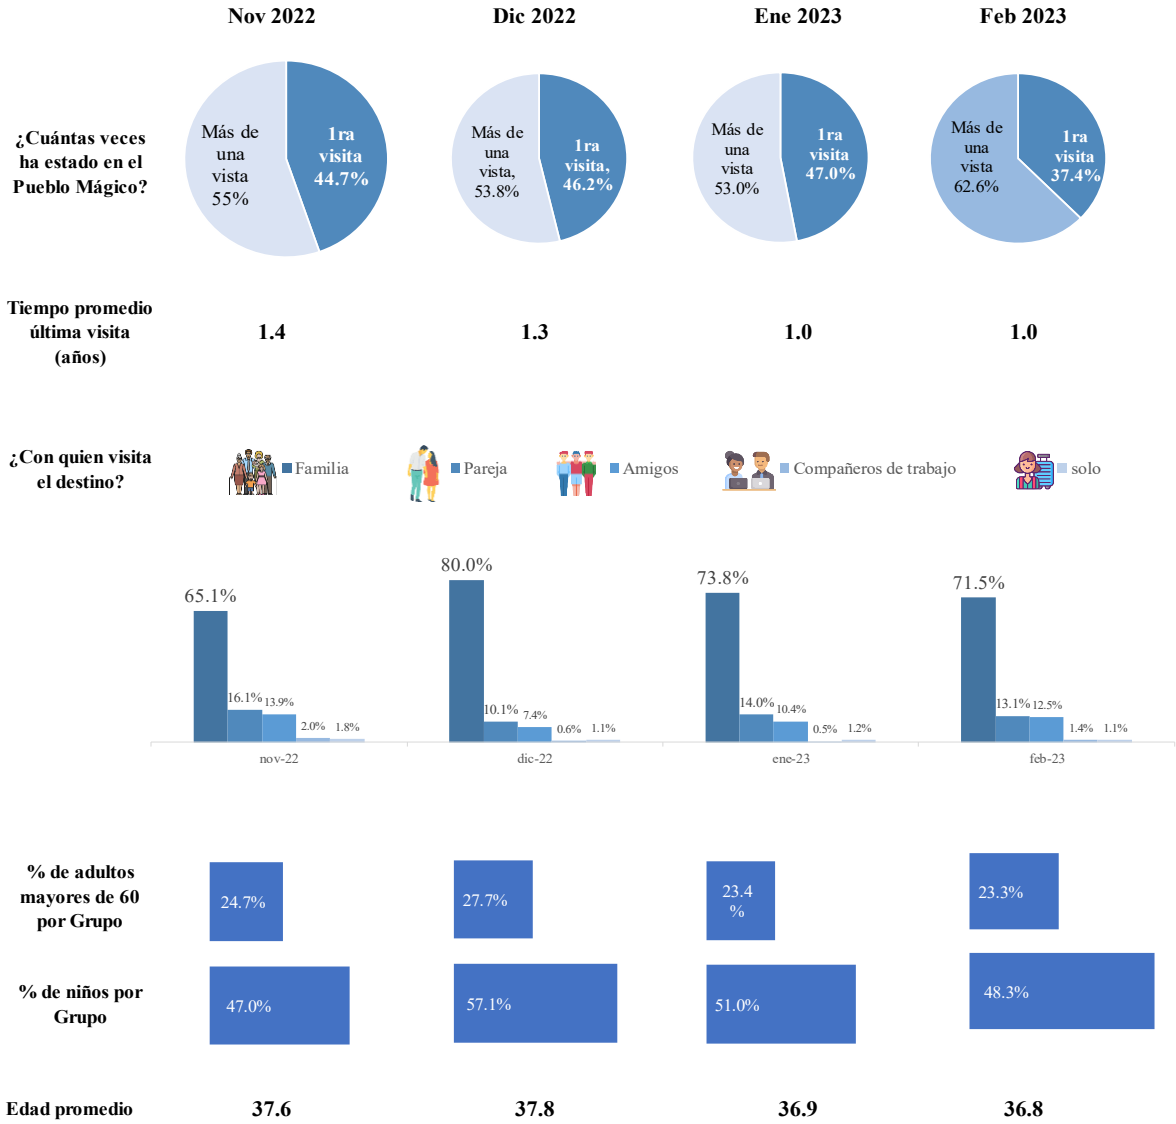 Nov 2022
Dic 2022
Ene 2023
Feb 2023
¿Cuántas veces
ha estado en el
Pueblo Mágico?
Más de
una
vista
55%
1ra
visita
44.7%
Más de
una
vista,
53.8%
1ra
visita,
46.2%
Más de
una
vista
53.0%
1ra
visita
47.0%
Más de
una
vista
62.6%
1ra
visita
37.4%
Tiempo promedio
última visita
(años)
1.4
1.3
1.0
1.0
¿Con quien visita
el destino?
Familia
Pareja
Amigos
Compañeros de trabajo
solo
65.1%
16.1%
13.9%
2.0%
1.8%
80.0%
10.1%
7.4%
0.6%
1.1%
73.8%
14.0%
10.4%
0.5%
1.2%
71.5%
13.1%
12.5%
1.4%
1.1%
nov-22
dic-22
ene-23
feb-23
% de adultos
mayores de 60
por Grupo
24.7%
27.7%
23.4
%
23.3%
% de niños por
Grupo
47.0%
57.1%
51.0%
48.3%
Edad promedio
37.6
37.8
36.9
36.8